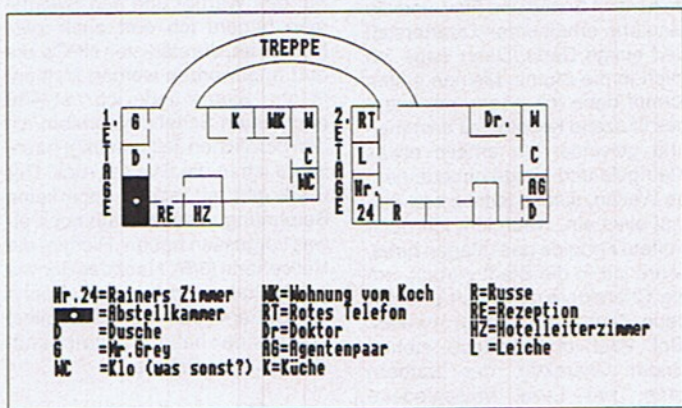 TREPPE
1. ETAGE
G K WK W
D C
WC
RE HZ
2. ETAGE
RT Dr. W
L C
Nr. AG
24 R D
Nr.24=Rainers Zimmer WK=Wohnung vom Koch R=Russe
=Abstellkammer RT=Rotes Telefon RE=Rezeption
D =Dusche Dr=Doktor HZ=Hotelleiterzimmer
G =Mr.Grey AG=Agentenpaar L =Leiche
WC =Klo (was sonst?) K=Küche